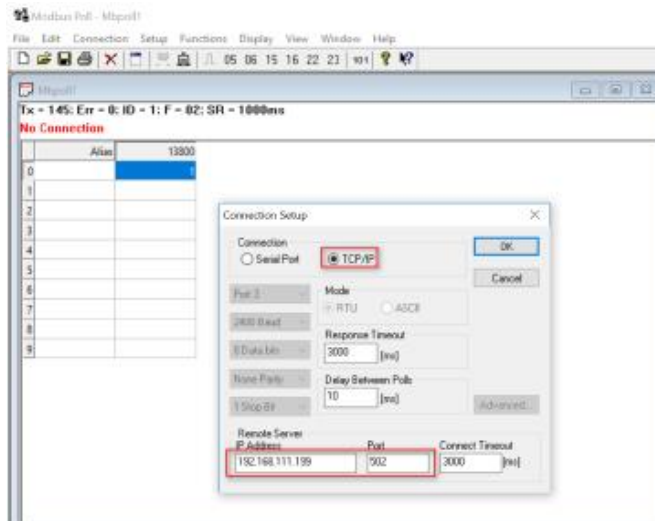 Modbus Poll - Mbpoll1
File Edit Connection Setup Functions Display View Window Help
05 06 15 16 22 23 101
Mbpoll1
Tx = 145: Err = 0: ID = 1: F = 02: SR = 1000ms
No Connection
Alias 13800
0 1
1
2
3
4
5
6
7
8
9
Connection Setup
Connection
Serial Port TCP/IP
OK
Cancel
Port 3
2400 Baud
8 Data bits
None Parity
1 Stop Bit
Mode
RTU ASCII
Response Timeout
3000 [ms]
Delay Between Polls
10 [ms]
Advanced...
Remote Server
IP Address Port Connect Timeout
192.168.111.199 502 3000 [ms]